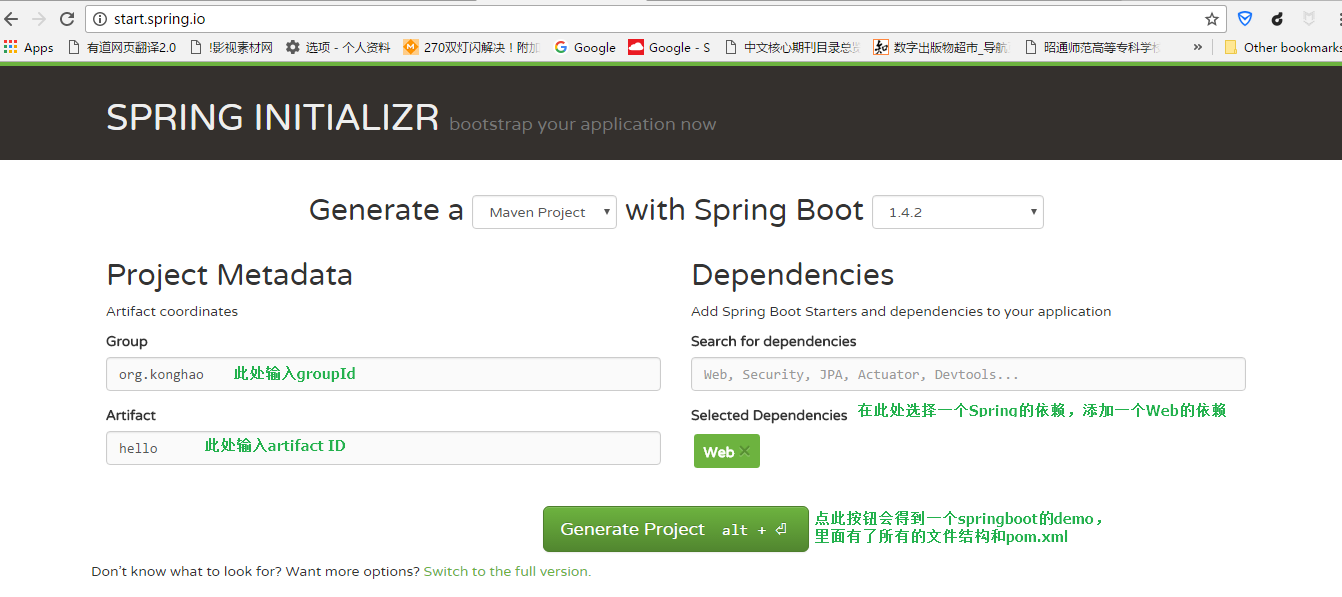 start.spring.io
Apps 有道网页翻译2.0 !影视素材网 选项 - 个人资料 270双灯闪解决！附加 Google Google - S 中文核心期刊目录总览 数字出版物超市_导航 昭通师范高等专科学校 » Other bookmarks
SPRING INITIALIZR bootstrap your application now
Generate a Maven Project with Spring Boot 1.4.2
Project Metadata
Artifact coordinates
Group
org.konghao 此处输入groupId
Artifact
hello 此处输入artifact ID
Dependencies
Add Spring Boot Starters and dependencies to your application
Search for dependencies
Web, Security, JPA, Actuator, Devtools...
Selected Dependencies 在此处选择一个Spring的依赖，添加一个Web的依赖
Web ×
Generate Project alt + ⏎
点此按钮会得到一个springboot的demo，
里面有了所有的文件结构和pom.xml
Don't know what to look for? Want more options? Switch to the full version.